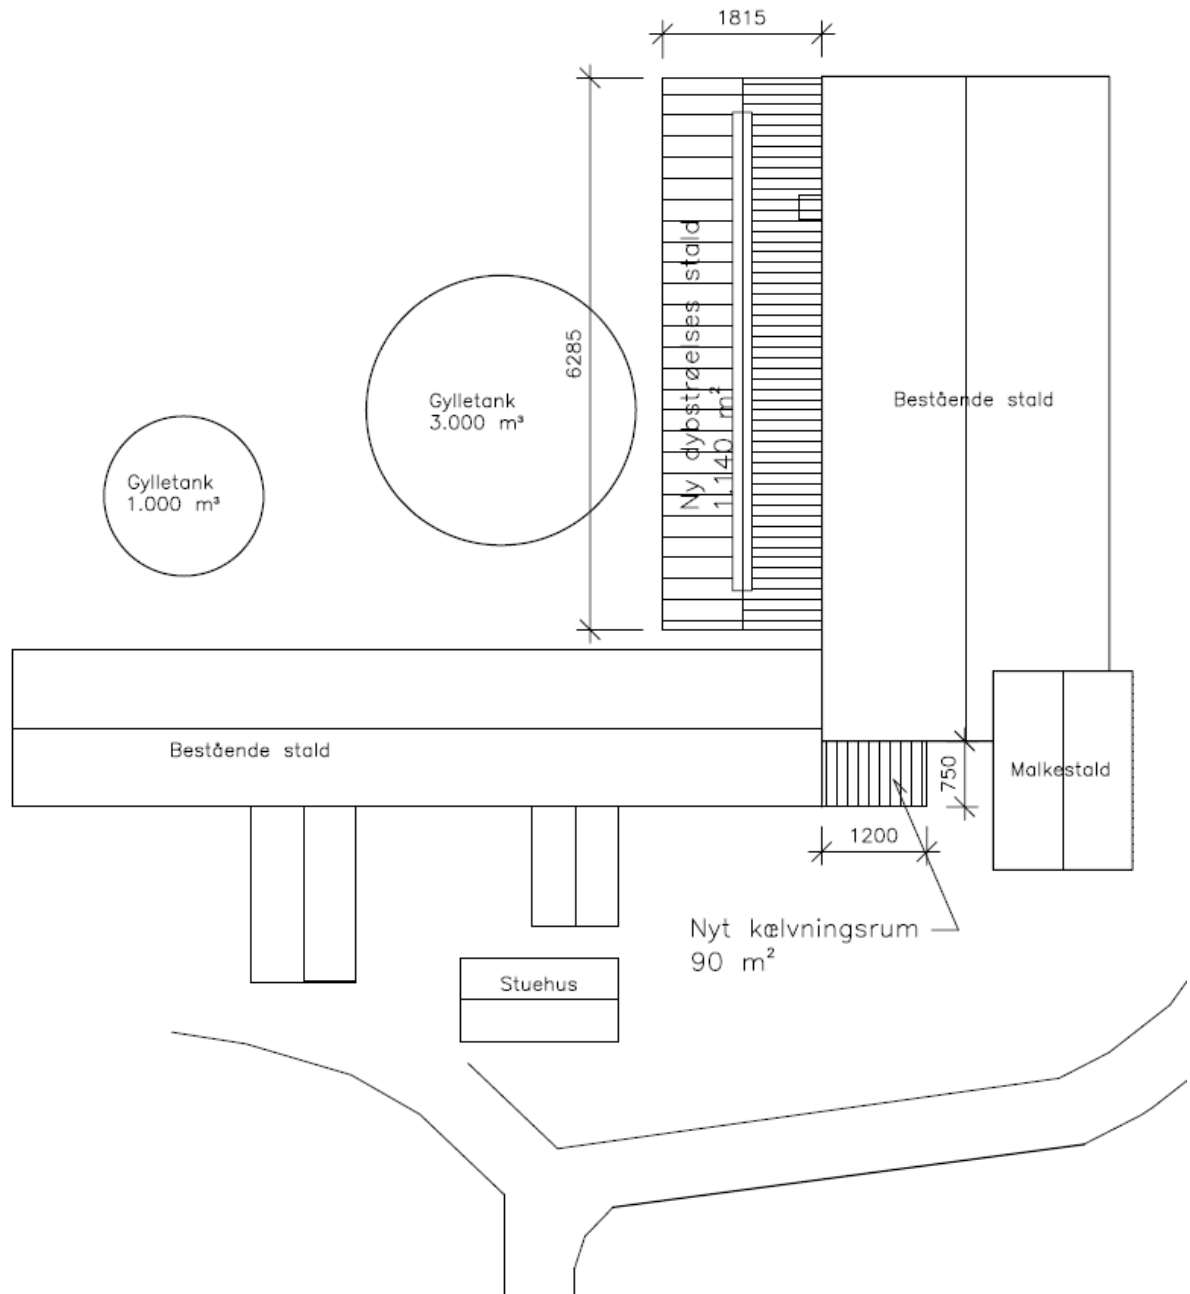 1815
6285
Ny dybstrøelses stald
1.140 m²
Bestående stald
Gylletank
3.000 m³
Gylletank
1.000 m³
Bestående stald
750
Malkestald
1200
Nyt kælvningsrum
90 m²
Stuehus